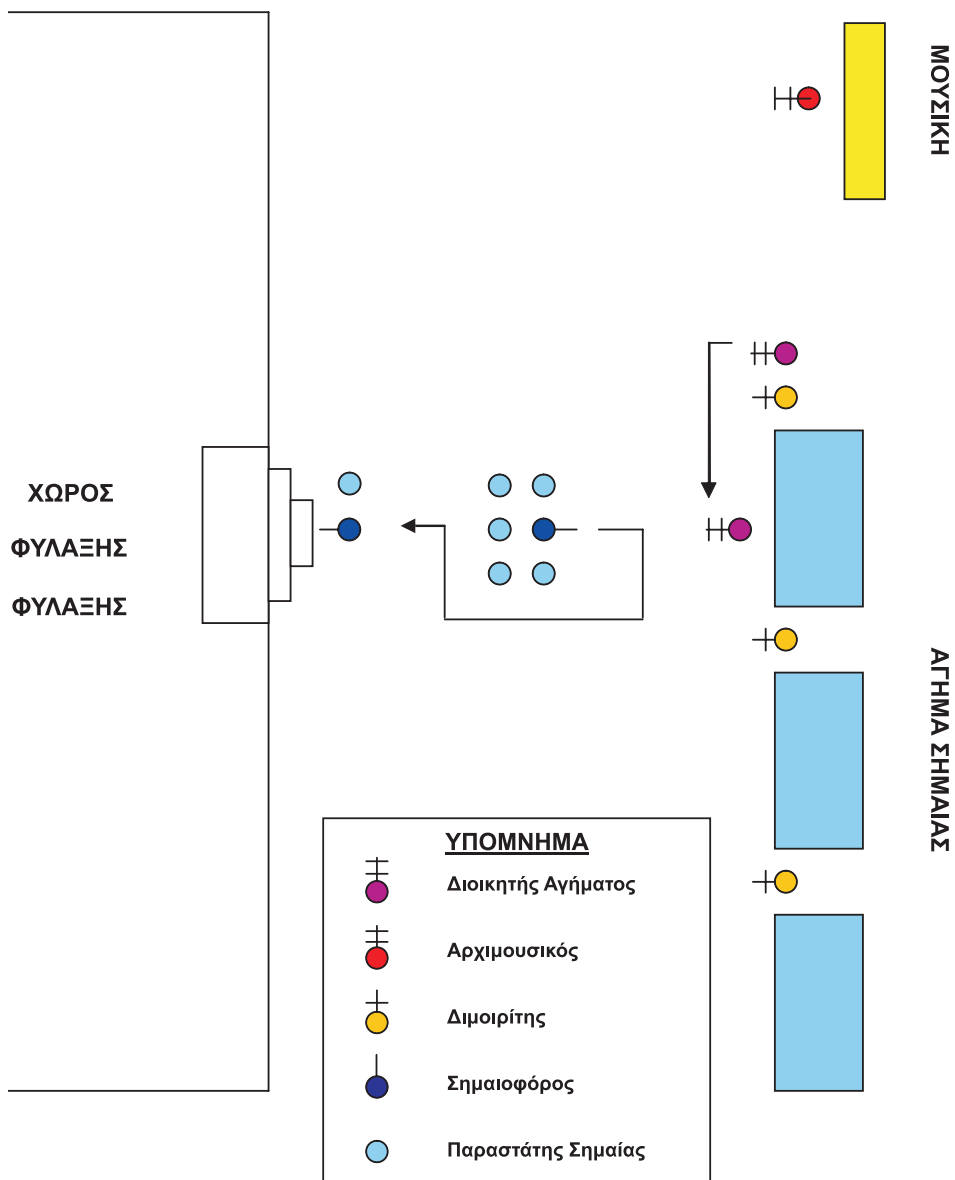 ΜΟΥΣΙΚΗ
ΧΩΡΟΣ
ΦΥΛΑΞΗΣ
ΦΥΛΑΞΗΣ
ΑΓΗΜΑ ΣΗΜΑΙΑΣ
ΥΠΟΜΝΗΜΑ
Διοικητής Αγήματος
Αρχιμουσικός
Διμοιρίτης
Σημαιοφόρος
Παραστάτης Σημαίας